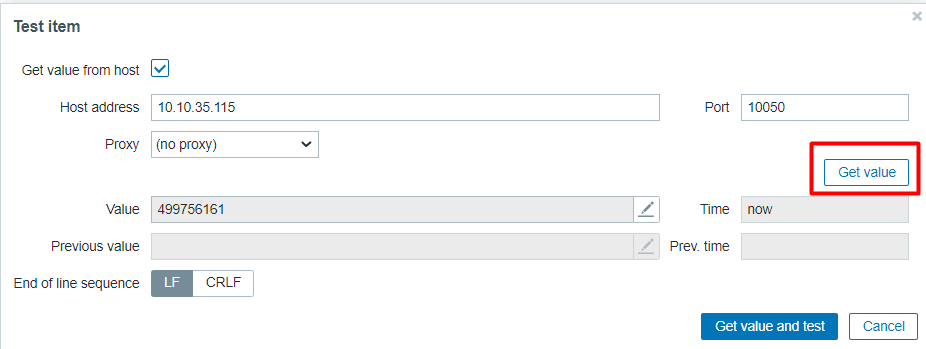 Test item
Get value from host
Host address 10.10.35.115 Port 10050
Proxy (no proxy)
Get value
Value 499756161 Time now
Previous value Prev. time
End of line sequence LF CRLF
Get value and test Cancel